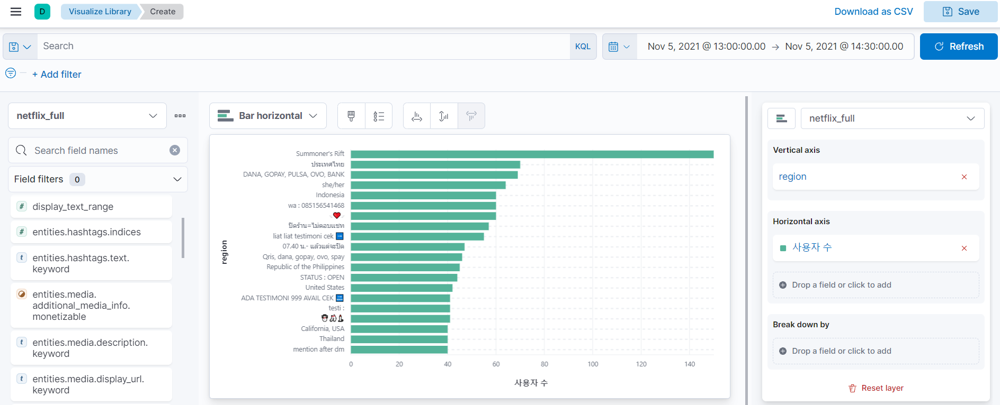 D
Visualize Library
Create
Download as CSV
Save
Search
KQL
Nov 5, 2021 @ 13:00:00.00 → Nov 5, 2021 @ 14:30:00.00
Refresh
+ Add filter
netflix_full
Search field names
Field filters 0
# display_text_range
# entities.hashtags.indices
t entities.hashtags.text.
keyword
entities.media.
additional_media_info.
monetizable
t entities.media.description.
keyword
t entities.media.display_url.
keyword
Bar horizontal
region
Summoner's Rift
ประเทศไทย
DANA, GOPAY, PULSA, OVO, BANK
she/her
Indonesia
wa : 085156541468
❤️
ปิดร้าน=ไม่ตอบแชท
liat liat testimoni cek ➡️
07.40 น.- แล้วแต่จะปิด
Qris, dana, gopay, ovo, spay
Republic of the Philippines
STATUS : OPEN
United States
ADA TESTIMONI 999 AVAIL CEK 🔜
testi :
California, USA
Thailand
mention after dm
0 20 40 60 80 100 120 140
사용자 수
netflix_full
Vertical axis
region
Horizontal axis
사용자 수
Drop a field or click to add
Break down by
Drop a field or click to add
Reset layer